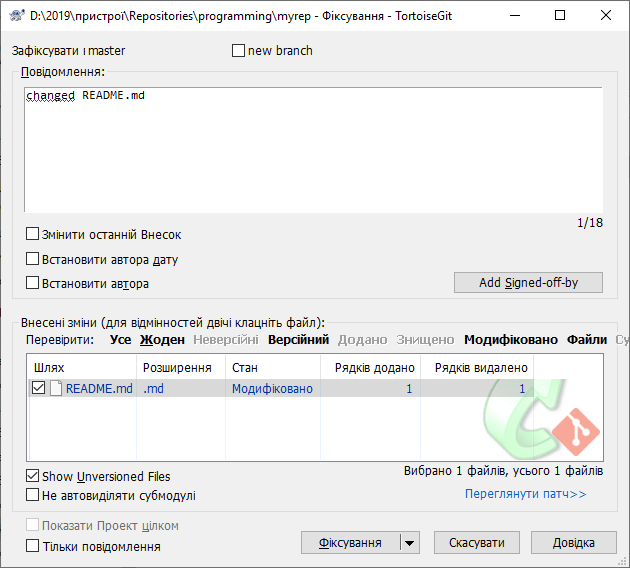 D:\2019\пристрої\Repositories\programming\myrep - Фіксування - TortoiseGit
Зафіксувати і master
new branch
Повідомлення:
changed README.md
1/18
Змінити останній Внесок
Встановити автора дату
Встановити автора
Add Signed-off-by
Внесені зміни (для відмінностей двічі клацніть файл):
Перевірити: Усе Жоден Неверсійні Версійний Додано Знищено Модифіковано Файли Су
Шлях Розширення Стан Рядків додано Рядків видалено
README.md .md Модифіковано 1 1
Show Unversioned Files
Вибрано 1 файлів, усього 1 файлів
Не автовиділяти субмодулі
Переглянути патч>>
Показати Проект цілком
Тільки повідомлення
Фіксування Скасувати Довідка